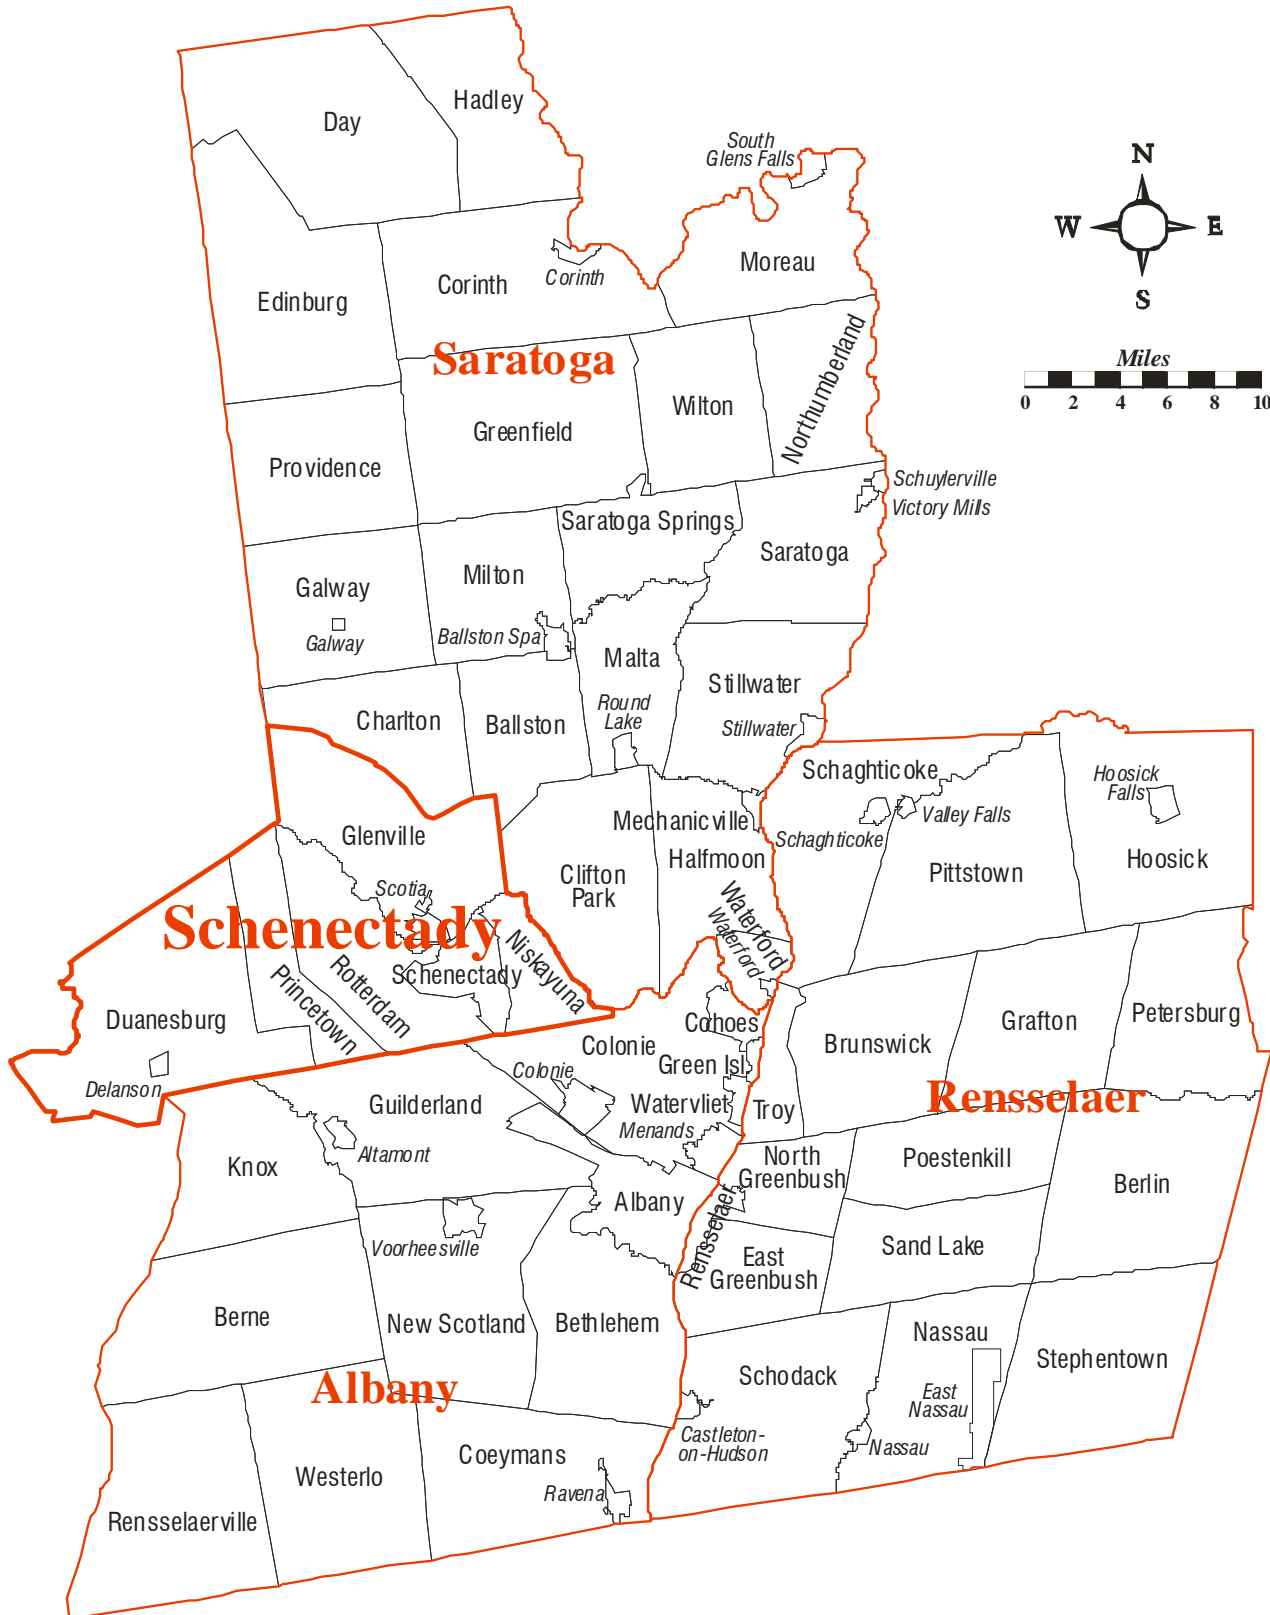 Hadley
Day
South
Glens Falls
N
W
E
S
Moreau
Corinth
Corinth
Edinburg
Saratoga
Miles
0 2 4 6 8 10
Northumberland
Wilton
Greenfield
Providence
Schuylerville
Victory Mills
Saratoga Springs
Saratoga
Milton
Galway
Galway
Ballston Spa
Malta
Stillwater
Round
Lake
Stillwater
Charlton
Ballston
Schaghticoke
Hoosick
Falls
Valley Falls
Schaghticoke
Mechanicville
Halfmoon
Glenville
Hoosick
Pittstown
Clifton
Park
Scotia
Waterford
Waterford
Schenectady
Niskayuna
Schenectady
Rotterdam
Princetown
Duanesburg
Delanson
Cohoes
Colonie
Green Isl.
Colonie
Watervliet
Menands
Troy
Brunswick
Grafton
Petersburg
Rensselaer
Guilderland
Altamont
Knox
North
Greenbush
Poestenkill
Berlin
Albany
Rensselaer
Voorheesville
East
Greenbush
Sand Lake
Berne
New Scotland
Bethlehem
Nassau
Stephentown
Schodack
Albany
East
Nassau
Castleton-
on-Hudson
Nassau
Coeymans
Westerlo
Ravena
Rensselaerville